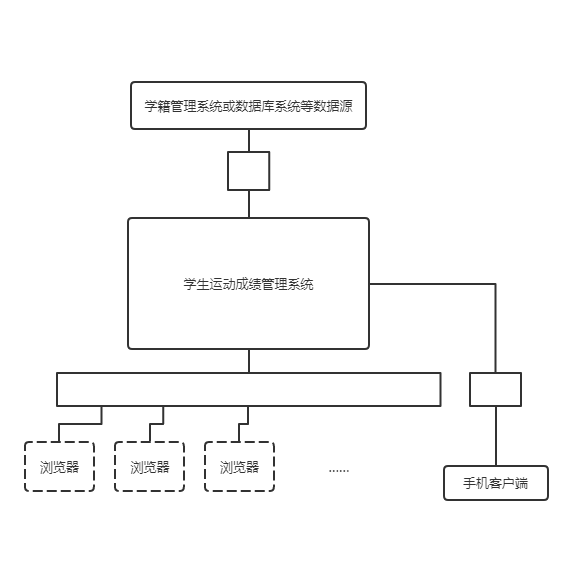 学籍管理系统或数据库系统等数据源
学生运动成绩管理系统
浏览器
浏览器
浏览器
......
手机客户端